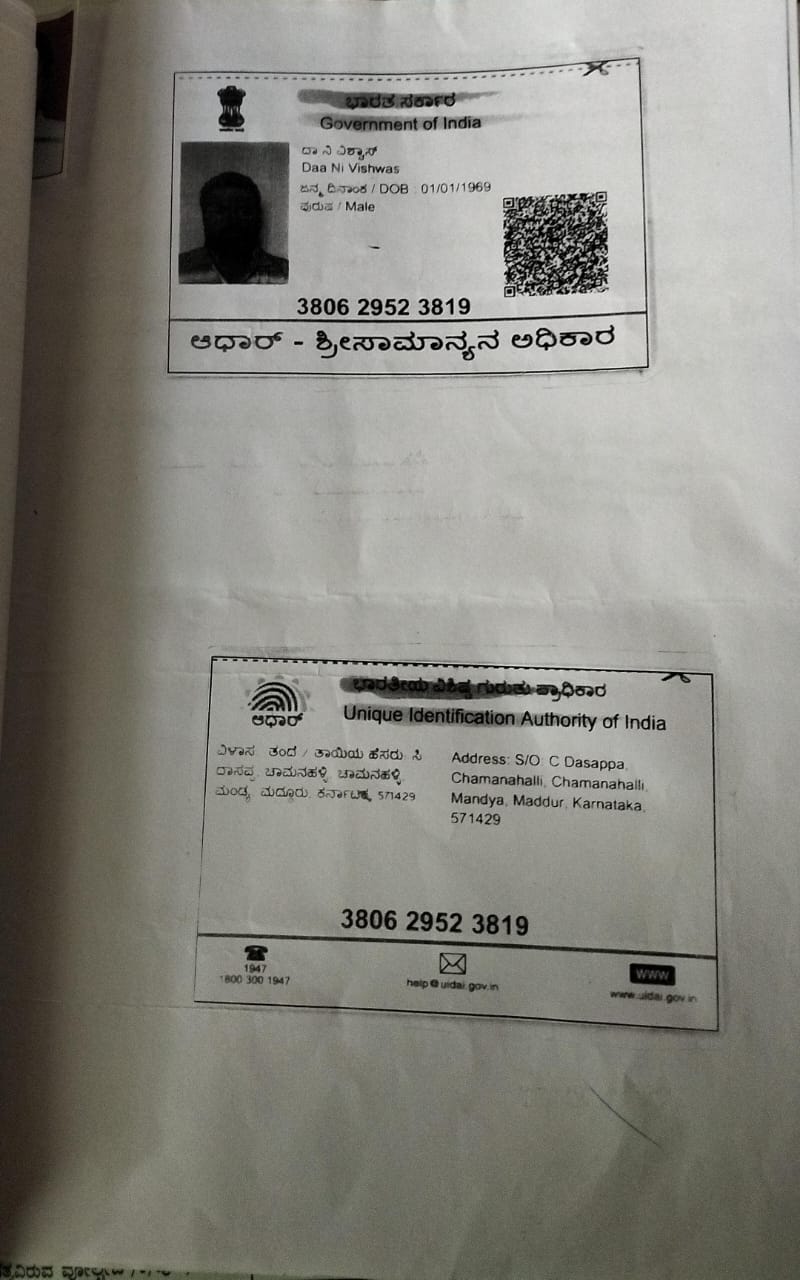 ಭಾರತ ಸರ್ಕಾರ
Government of India
ದಾ ನಿ ವಿಶ್ವಾಸ್
Daa Ni Vishwas
ಜನ್ಮ ದಿನಾಂಕ / DOB : 01/01/1969
ಪುರುಷ / Male
3806 2952 3819
ಆಧಾರ್ - ಶ್ರೀಸಾಮಾನ್ಯನ ಅಧಿಕಾರ
ಭಾರತೀಯ ವಿಶಿಷ್ಟ ಗುರುತು ಪ್ರಾಧಿಕಾರ
ಆಧಾರ್
Unique Identification Authority of India
ವಿಳಾಸ: ತಂದೆ / ತಾಯಿಯ ಹೆಸರು: ಸಿ
ದಾಸಪ್ಪ, ಚಾಮನಹಳ್ಳಿ, ಚಾಮನಹಳ್ಳಿ,
ಮಂಡ್ಯ, ಮದ್ದೂರು, ಕರ್ನಾಟಕ, 571429
Address: S/O: C Dasappa,
Chamanahalli, Chamanahalli,
Mandya, Maddur, Karnataka,
571429
3806 2952 3819
1947
1800 300 1947
help@uidai.gov.in
WWW
www.uidai.gov.in